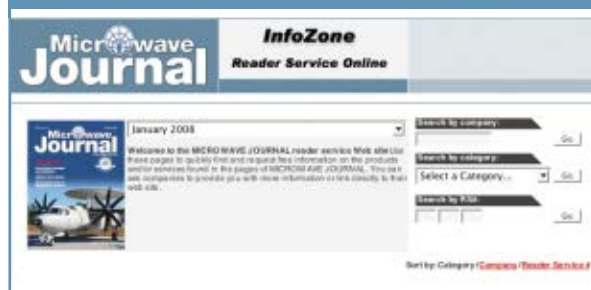 Microwave
Journal
InfoZone
Reader Service Online
Microwave
Journal
January 2008
Welcome to the MICROWAVE JOURNAL reader service Web site Use
these pages to quickly find and request free information on the products
and/or services found in the pages of MICROWAVE JOURNAL. You can
ask companies to provide you with more information or link directly to their
web site.
Search by company:
Go
Search by category:
Select a Category...
Go
Search by RS#:
Go
Sort by: Category / Company / Reader Service #